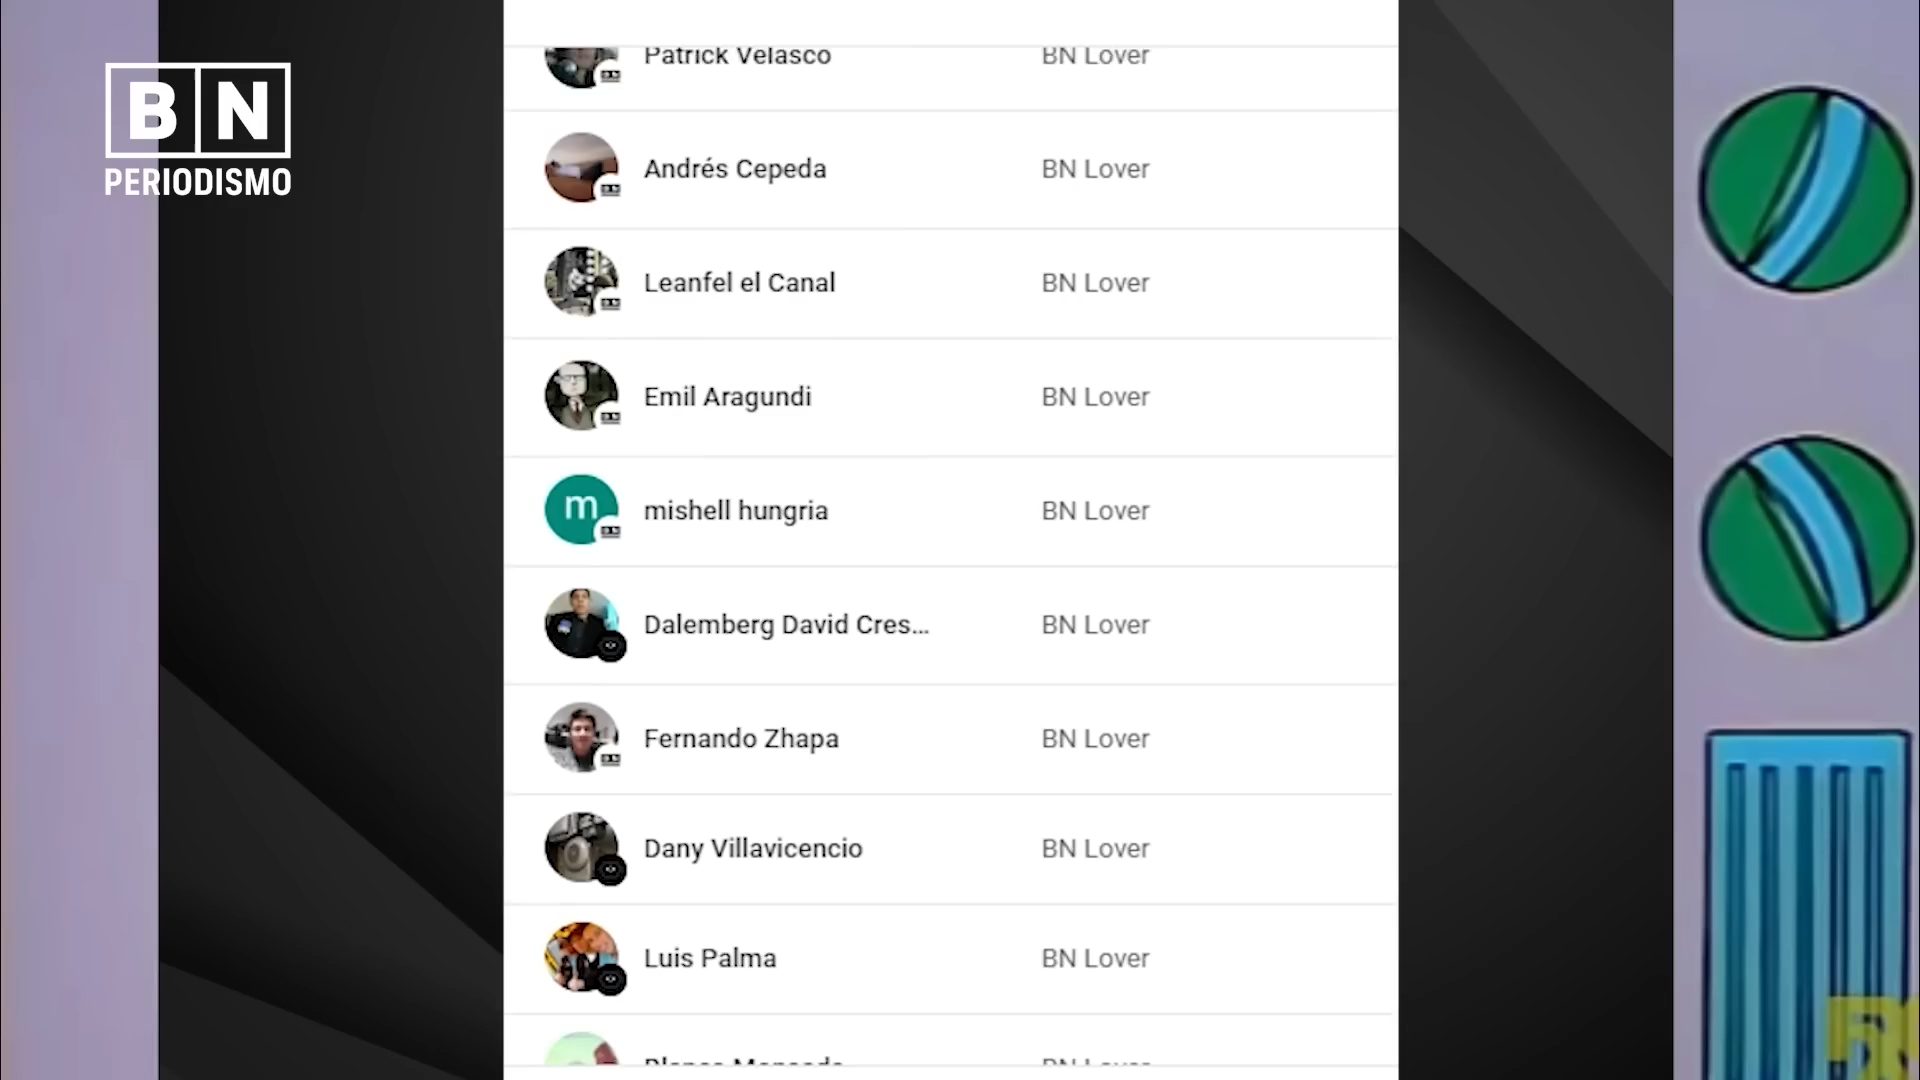 BN
PERIODISMO
Patrick Velasco BN Lover
Andrés Cepeda BN Lover
Leanfel el Canal BN Lover
Emil Aragundi BN Lover
m mishell hungria BN Lover
Dalemberg David Cres... BN Lover
Fernando Zhapa BN Lover
Dany Villavicencio BN Lover
Luis Palma BN Lover
BN Lover